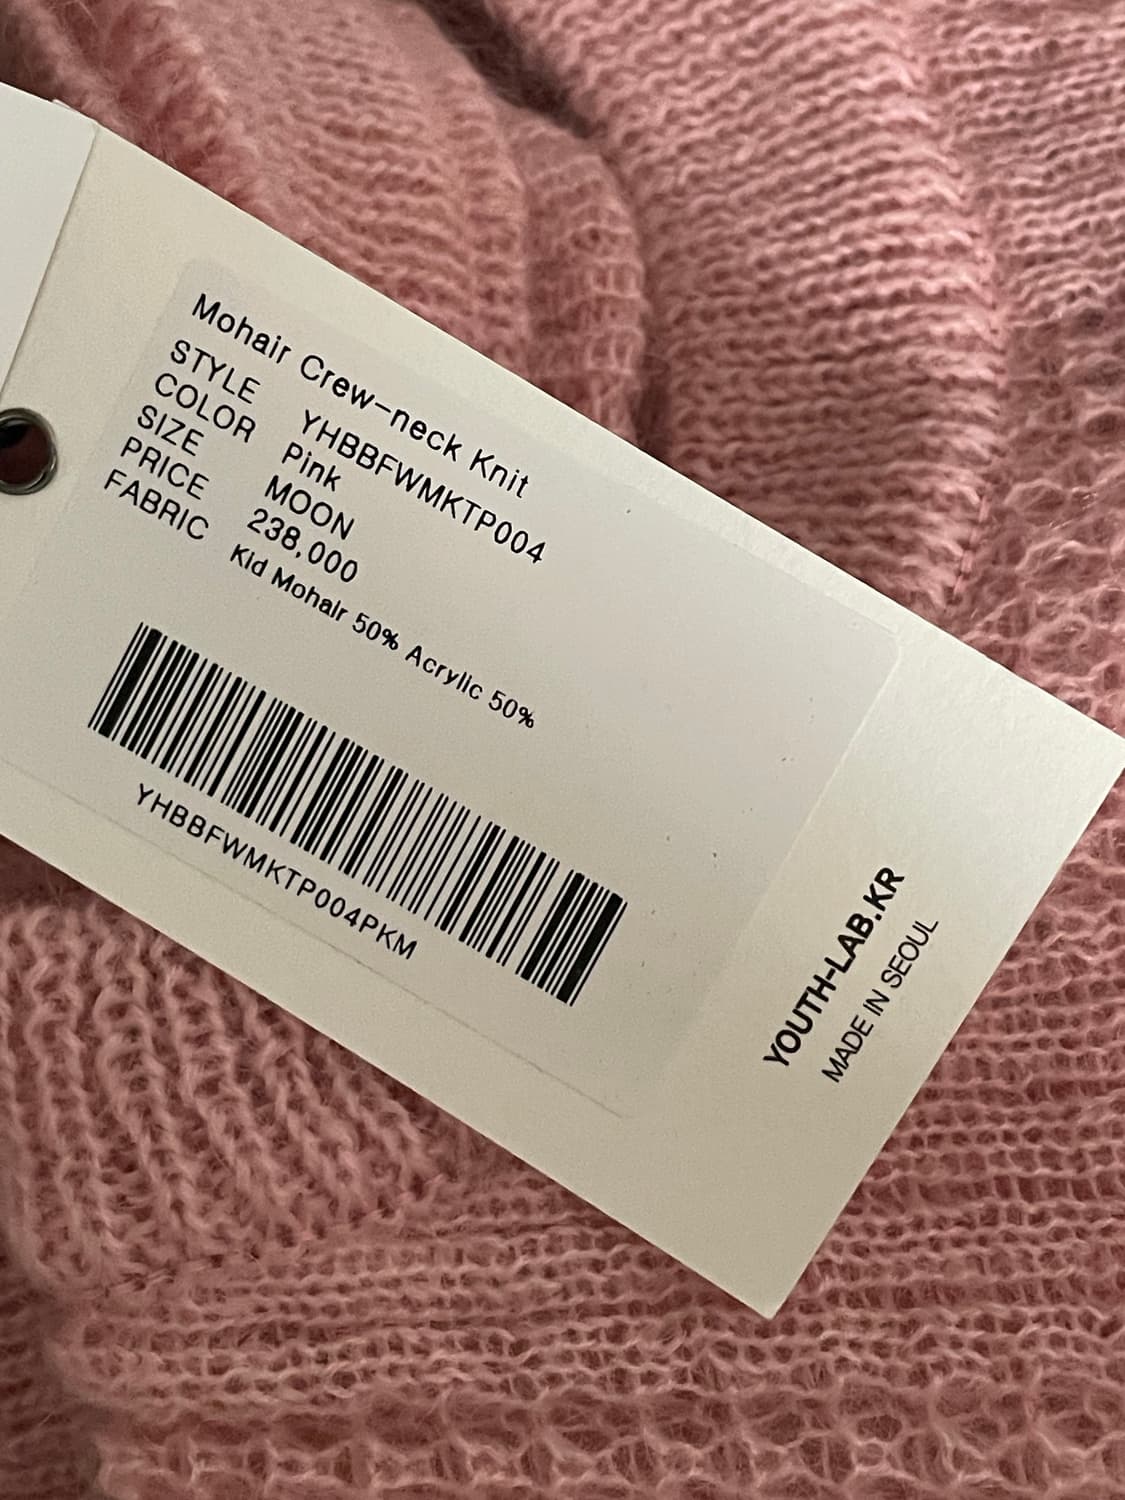 Mohair Crew-neck Knit
STYLE YHBBFWMKTP004
COLOR Pink
SIZE MOON
PRICE 238,000
FABRIC Kid Mohair 50% Acrylic 50%
YHBBFWMKTP004PKM
YOUTH-LAB.KR
MADE IN SEOUL